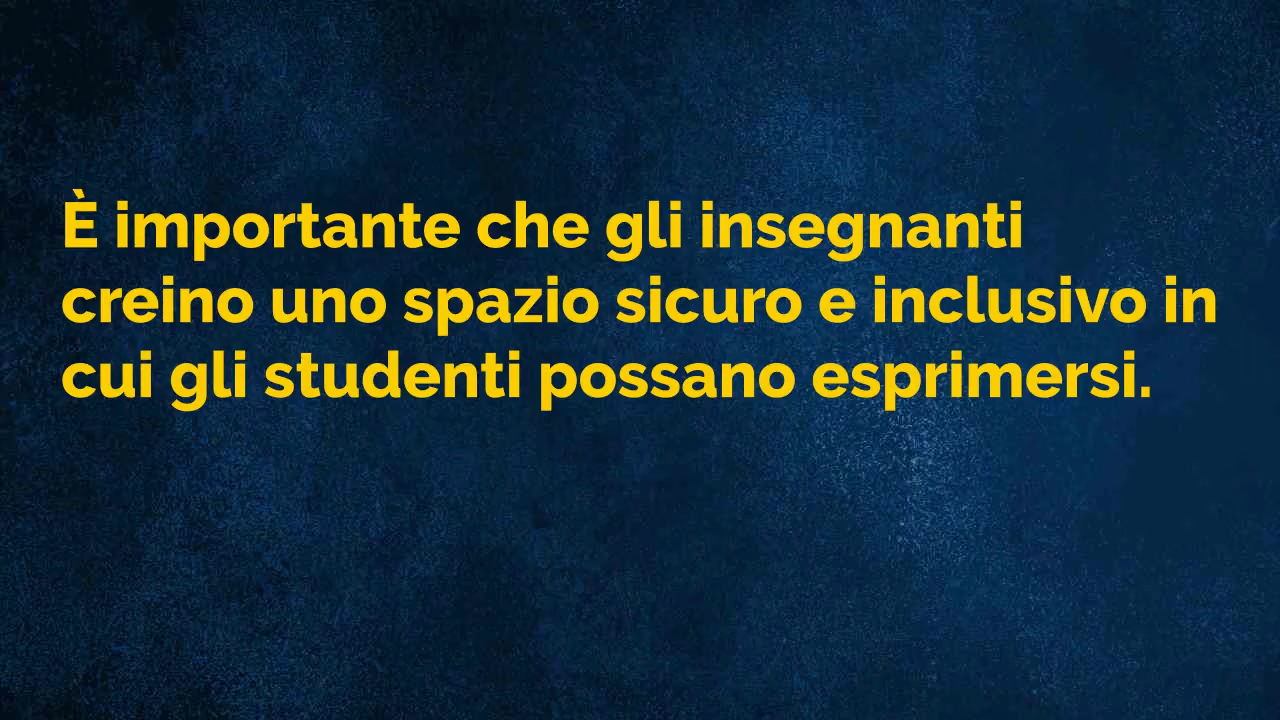 È importante che gli insegnanti
creino uno spazio sicuro e inclusivo in
cui gli studenti possano esprimersi.